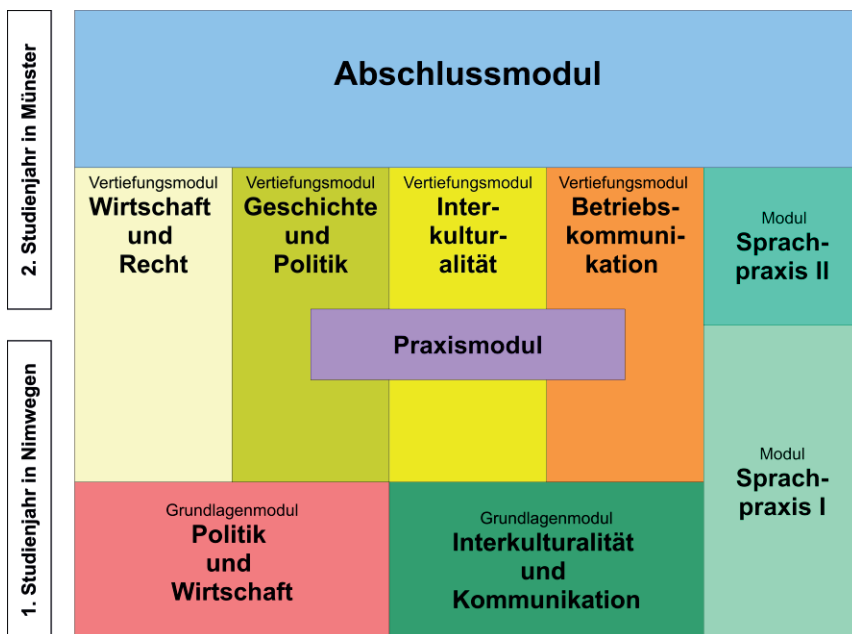 2. Studienjahr in Münster
Abschlussmodul
Vertiefungsmodul
Wirtschaft
und
Recht
Vertiefungsmodul
Geschichte
und
Politik
Vertiefungsmodul
Inter-
kultur-
alität
Vertiefungsmodul
Betriebs-
kommuni-
kation
Modul
Sprach-
praxis II
Praxismodul
1. Studienjahr in Nimwegen
Grundlagenmodul
Politik
und
Wirtschaft
Grundlagenmodul
Interkulturalität
und
Kommunikation
Modul
Sprach-
praxis I